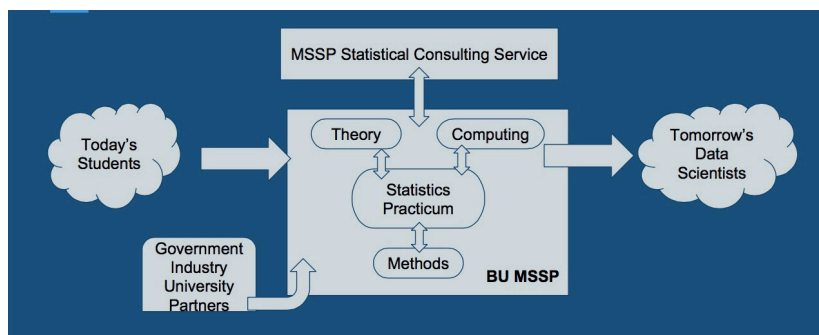 MSSP Statistical Consulting Service
Today's
Students
Theory
Computing
Statistics
Practicum
Methods
BU MSSP
Tomorrow's
Data
Scientists
Government
Industry
University
Partners